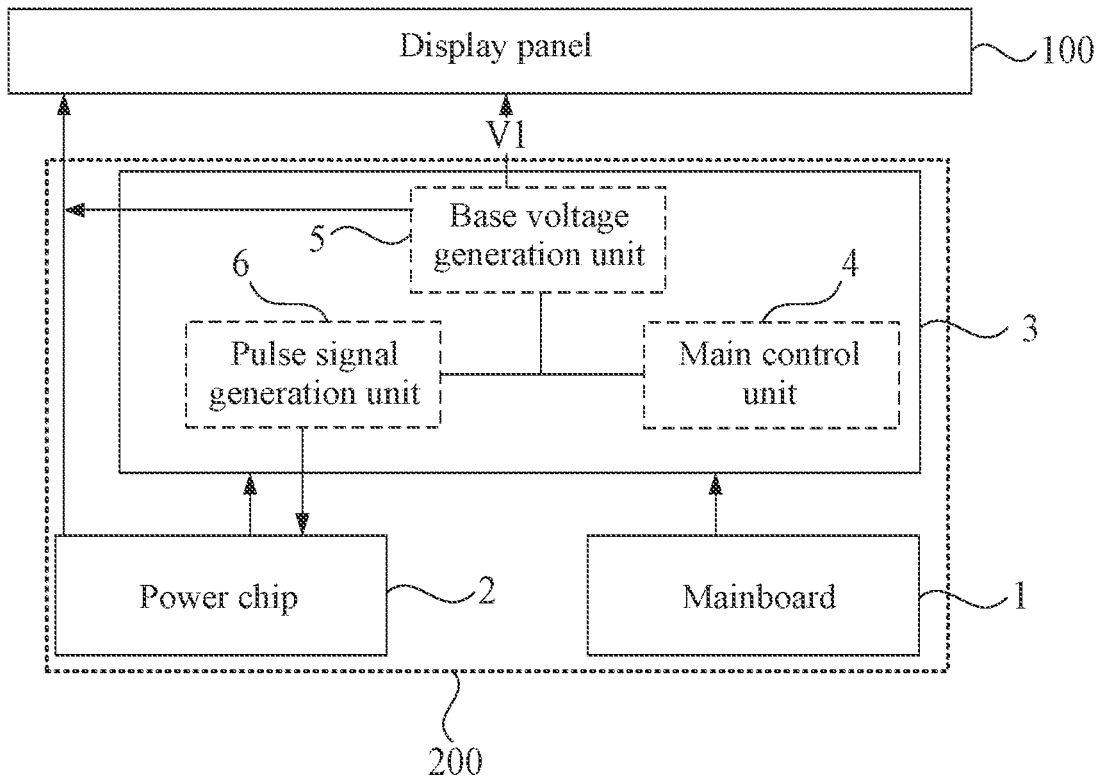 Display panel
100
V1
Base voltage
generation unit
5
6
4
Pulse signal
generation unit
Main control
unit
3
Power chip
2
Mainboard
1
200